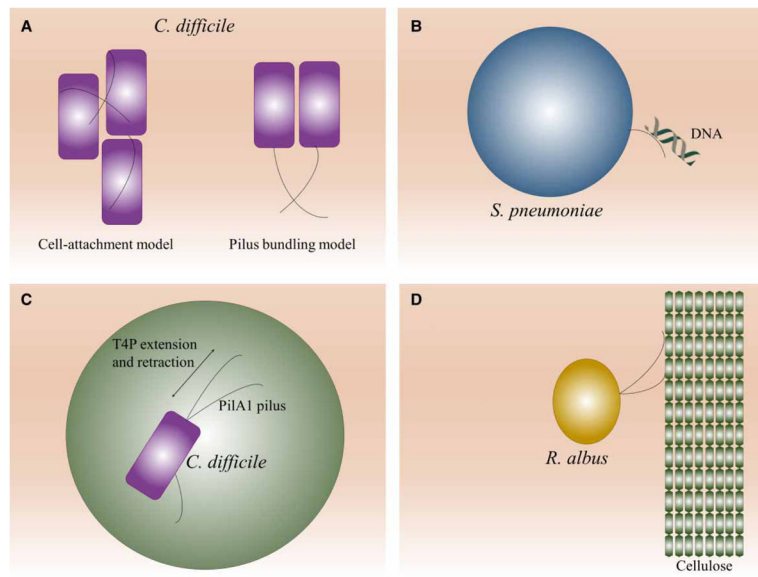 A
C. difficile
Cell-attachment model
Pilus bundling model
B
DNA
S. pneumoniae
C
T4P extension
and retraction
PilA1 pilus
C. difficile
D
R. albus
Cellulose